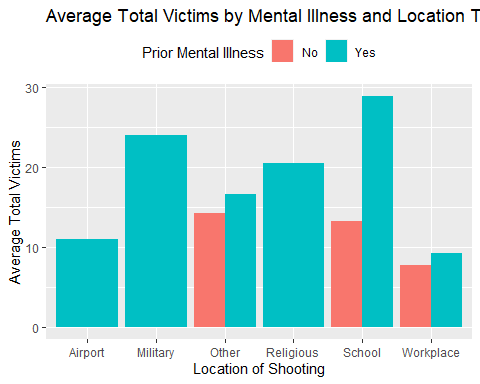 Average Total Victims by Mental Illness and Location T
Prior Mental Illness No Yes
Average Total Victims
30
20
10
0
Airport Military Other Religious School Workplace
Location of Shooting